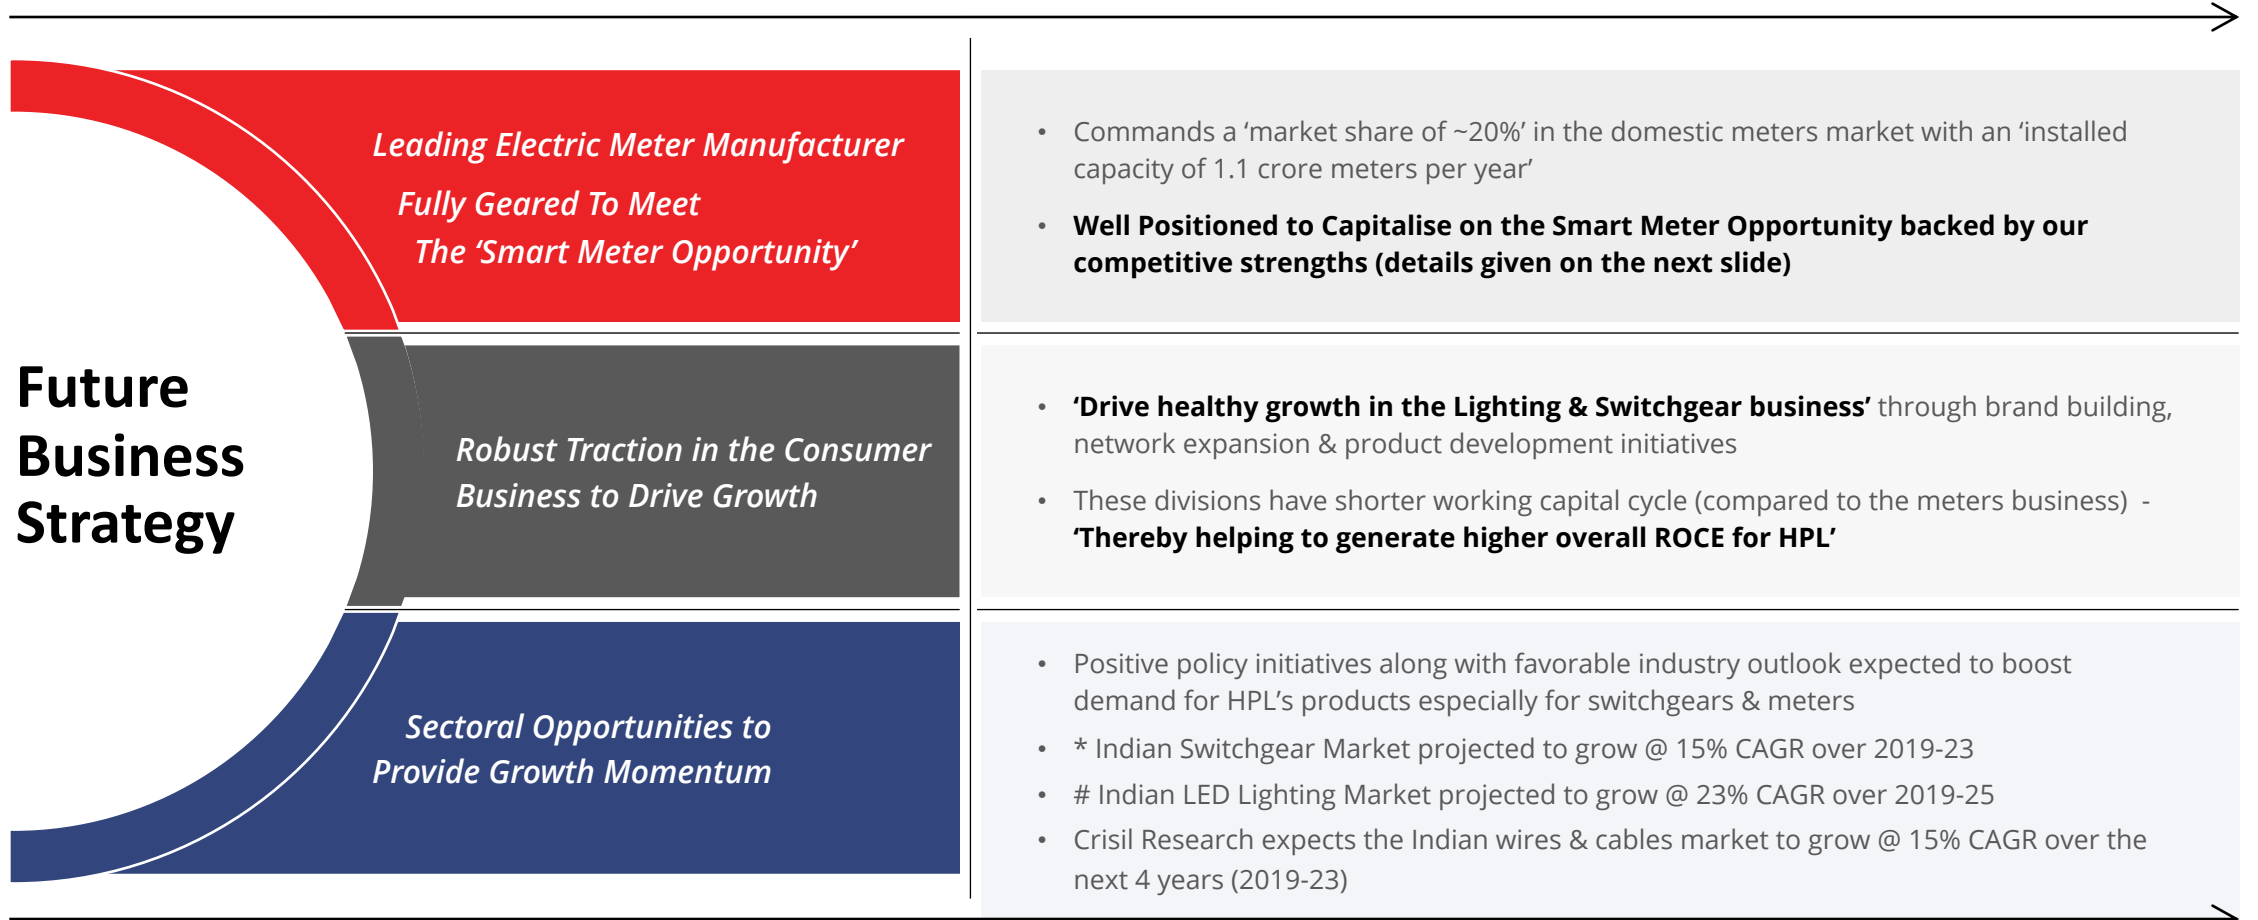 Future
Business
Strategy
Leading Electric Meter Manufacturer
Fully Geared To Meet
The ‘Smart Meter Opportunity’
• Commands a ‘market share of ~20%’ in the domestic meters market with an ‘installed
capacity of 1.1 crore meters per year’
• Well Positioned to Capitalise on the Smart Meter Opportunity backed by our
competitive strengths (details given on the next slide)
Robust Traction in the Consumer
Business to Drive Growth
• ‘Drive healthy growth in the Lighting & Switchgear business’ through brand building,
network expansion & product development initiatives
• These divisions have shorter working capital cycle (compared to the meters business) -
‘Thereby helping to generate higher overall ROCE for HPL’
Sectoral Opportunities to
Provide Growth Momentum
• Positive policy initiatives along with favorable industry outlook expected to boost
demand for HPL’s products especially for switchgears & meters
• * Indian Switchgear Market projected to grow @ 15% CAGR over 2019-23
• # Indian LED Lighting Market projected to grow @ 23% CAGR over 2019-25
• Crisil Research expects the Indian wires & cables market to grow @ 15% CAGR over the
next 4 years (2019-23)